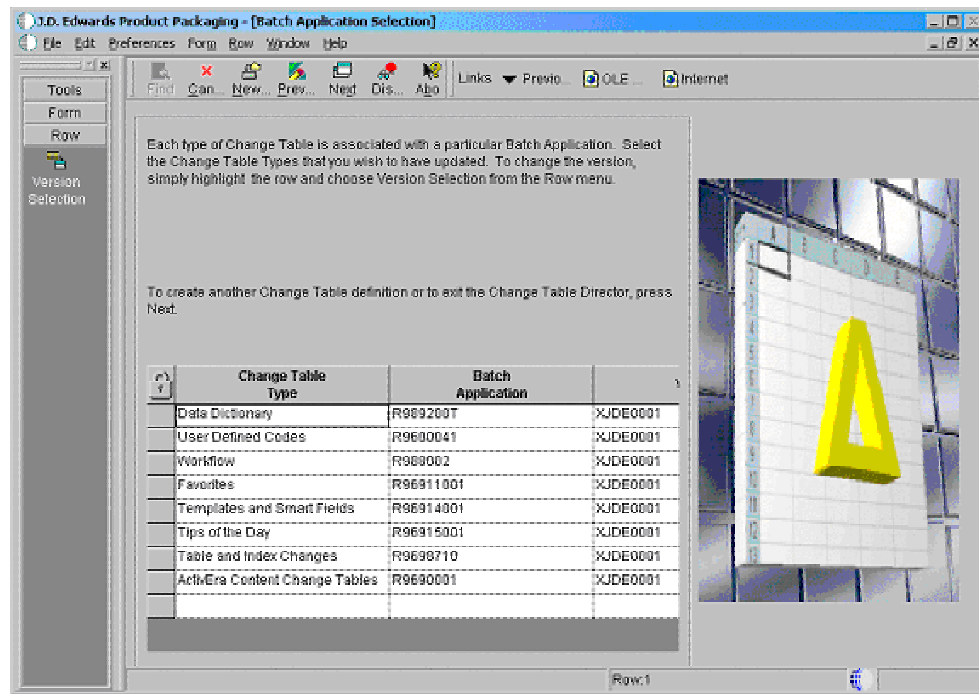 J.D. Edwards Product Packaging - [Batch Application Selection]
File Edit Preferences Form Row Window Help
Tools
Form
Row
Version
Selection
Find Can... New... Prev... Next Dis... Abo Links Previo... OLE ... Internet
Each type of Change Table is associated with a particular Batch Application. Select
the Change Table Types that you wish to have updated. To change the version,
simply highlight the row and choose Version Selection from the Row menu.
To create another Change Table definition or to exit the Change Table Director, press
Next.
Change Table Type Batch Application
Data Dictionary R989200T XJDE0001
User Defined Codes R9600041 XJDE0001
Workflow R988002 XJDE0001
Favorites R96911001 XJDE0001
Templates and Smart Fields R96914001 XJDE0001
Tips of the Day R96915001 XJDE0001
Table and Index Changes R9698710 XJDE0001
ActivEra Content Change Tables R9690001 XJDE0001
Row:1